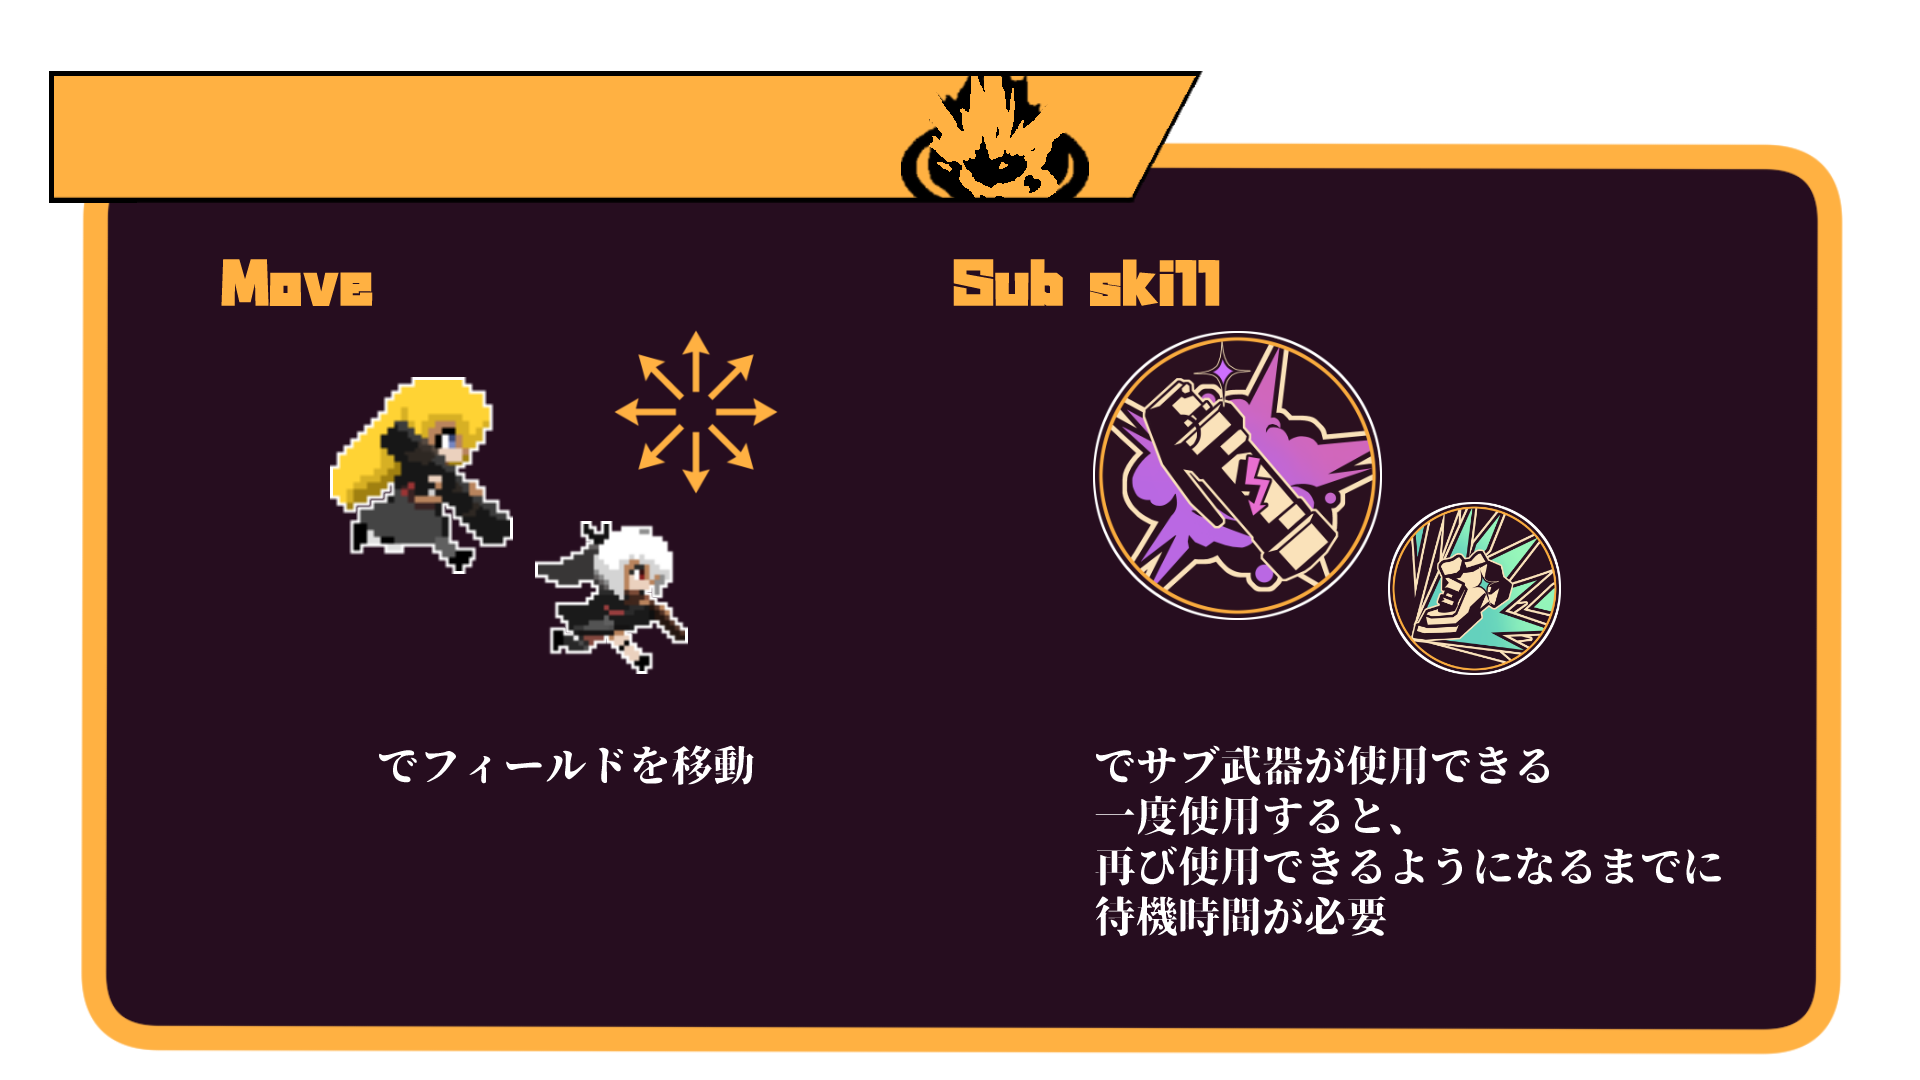 Move
でフィールドを移動
Sub skill
でサブ武器が使用できる
一度使用すると、
再び使用できるようになるまでに
待機時間が必要